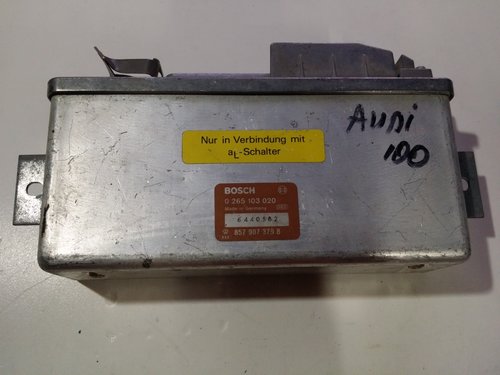 Nur in Verbindung mit
aL-Schalter
AUDI
100
BOSCH
0 265 103 020
Made in Germany
6440582
857 907 379 B